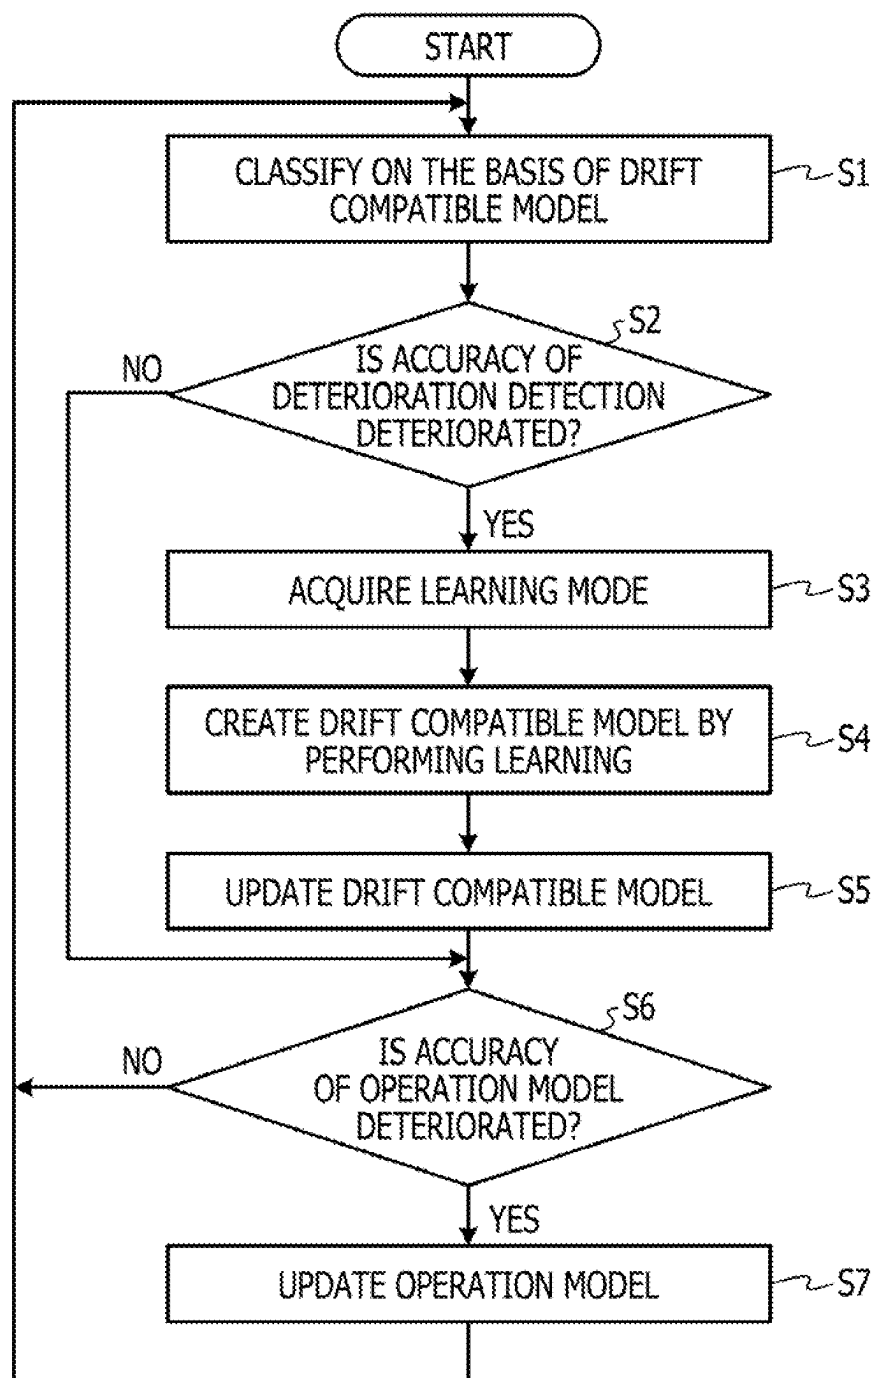 START
CLASSIFY ON THE BASIS OF DRIFT
COMPATIBLE MODEL
S1
S2
IS ACCURACY OF
DETERIORATION DETECTION
DETERIORATED?
NO
YES
ACQUIRE LEARNING MODE
S3
CREATE DRIFT COMPATIBLE MODEL BY
PERFORMING LEARNING
S4
UPDATE DRIFT COMPATIBLE MODEL
S5
S6
IS ACCURACY
OF OPERATION MODEL
DETERIORATED?
NO
YES
UPDATE OPERATION MODEL
S7